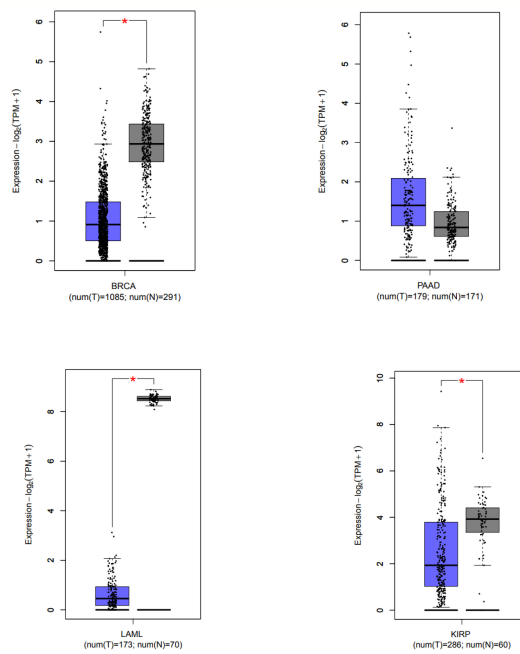 *
Expression − log₂(TPM + 1)
6
5
4
3
2
1
0
BRCA
(num(T)=1085; num(N)=291)
Expression − log₂(TPM + 1)
6
5
4
3
2
1
0
PAAD
(num(T)=179; num(N)=171)
*
Expression − log₂(TPM + 1)
8
6
4
2
0
LAML
(num(T)=173; num(N)=70)
*
Expression − log₂(TPM + 1)
10
8
6
4
2
0
KIRP
(num(T)=286; num(N)=60)